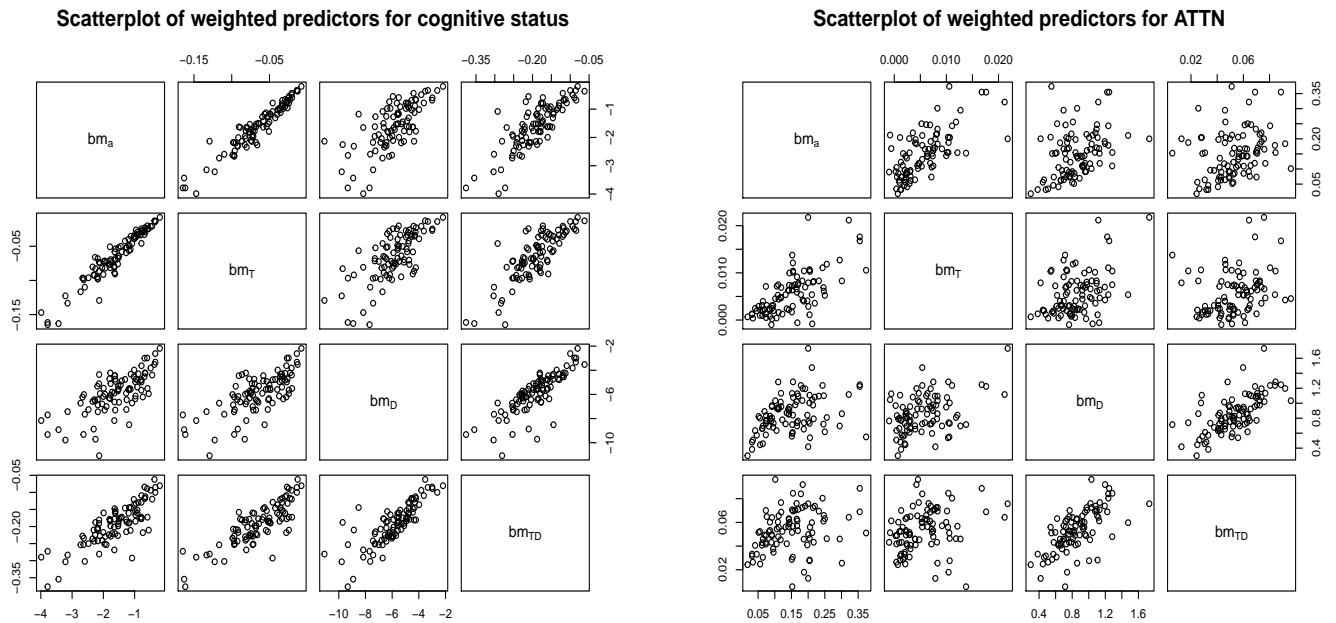 Scatterplot of weighted predictors for cognitive status
−0.15 −0.05
−0.35 −0.20 −0.05
bm_a
−1
−2
−3
−4
−0.05
−0.15
bm_T
bm_D
−2
−6
−10
−0.05
−0.20
−0.35
bm_TD
−4 −3 −2 −1
−10 −8 −6 −4 −2
Scatterplot of weighted predictors for ATTN
0.000 0.010 0.020
0.02 0.06
bm_a
0.35
0.20
0.05
0.020
0.010
0.000
bm_T
bm_D
1.6
1.2
0.8
0.4
0.06
0.02
bm_TD
0.05 0.15 0.25 0.35
0.4 0.8 1.2 1.6